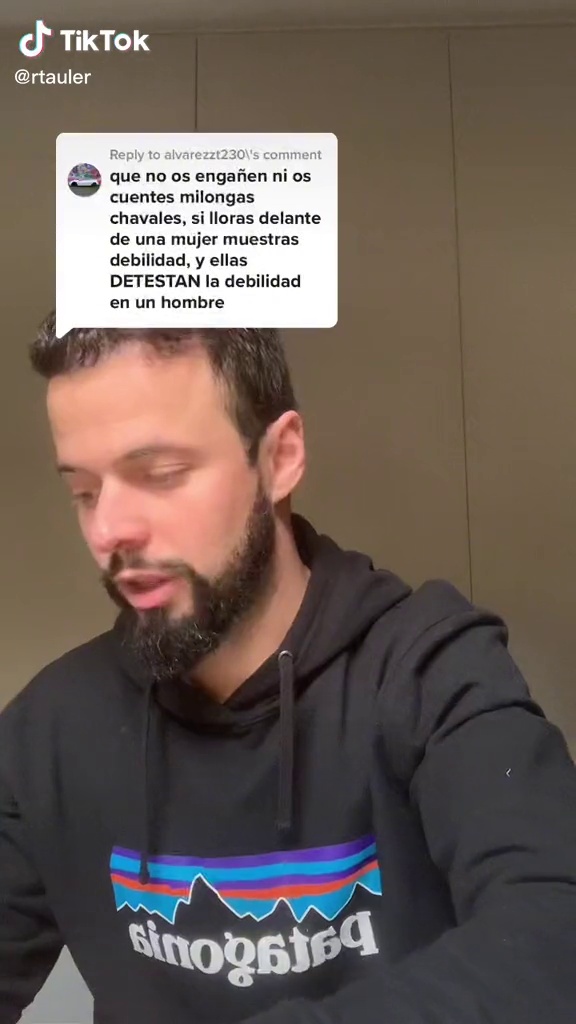 TikTok
@rtauler
Reply to alvarezzt230\'s comment
que no os engañen ni os
cuentes milongas
chavales, si lloras delante
de una mujer muestras
debilidad, y ellas
DETESTAN la debilidad
en un hombre
patagonia